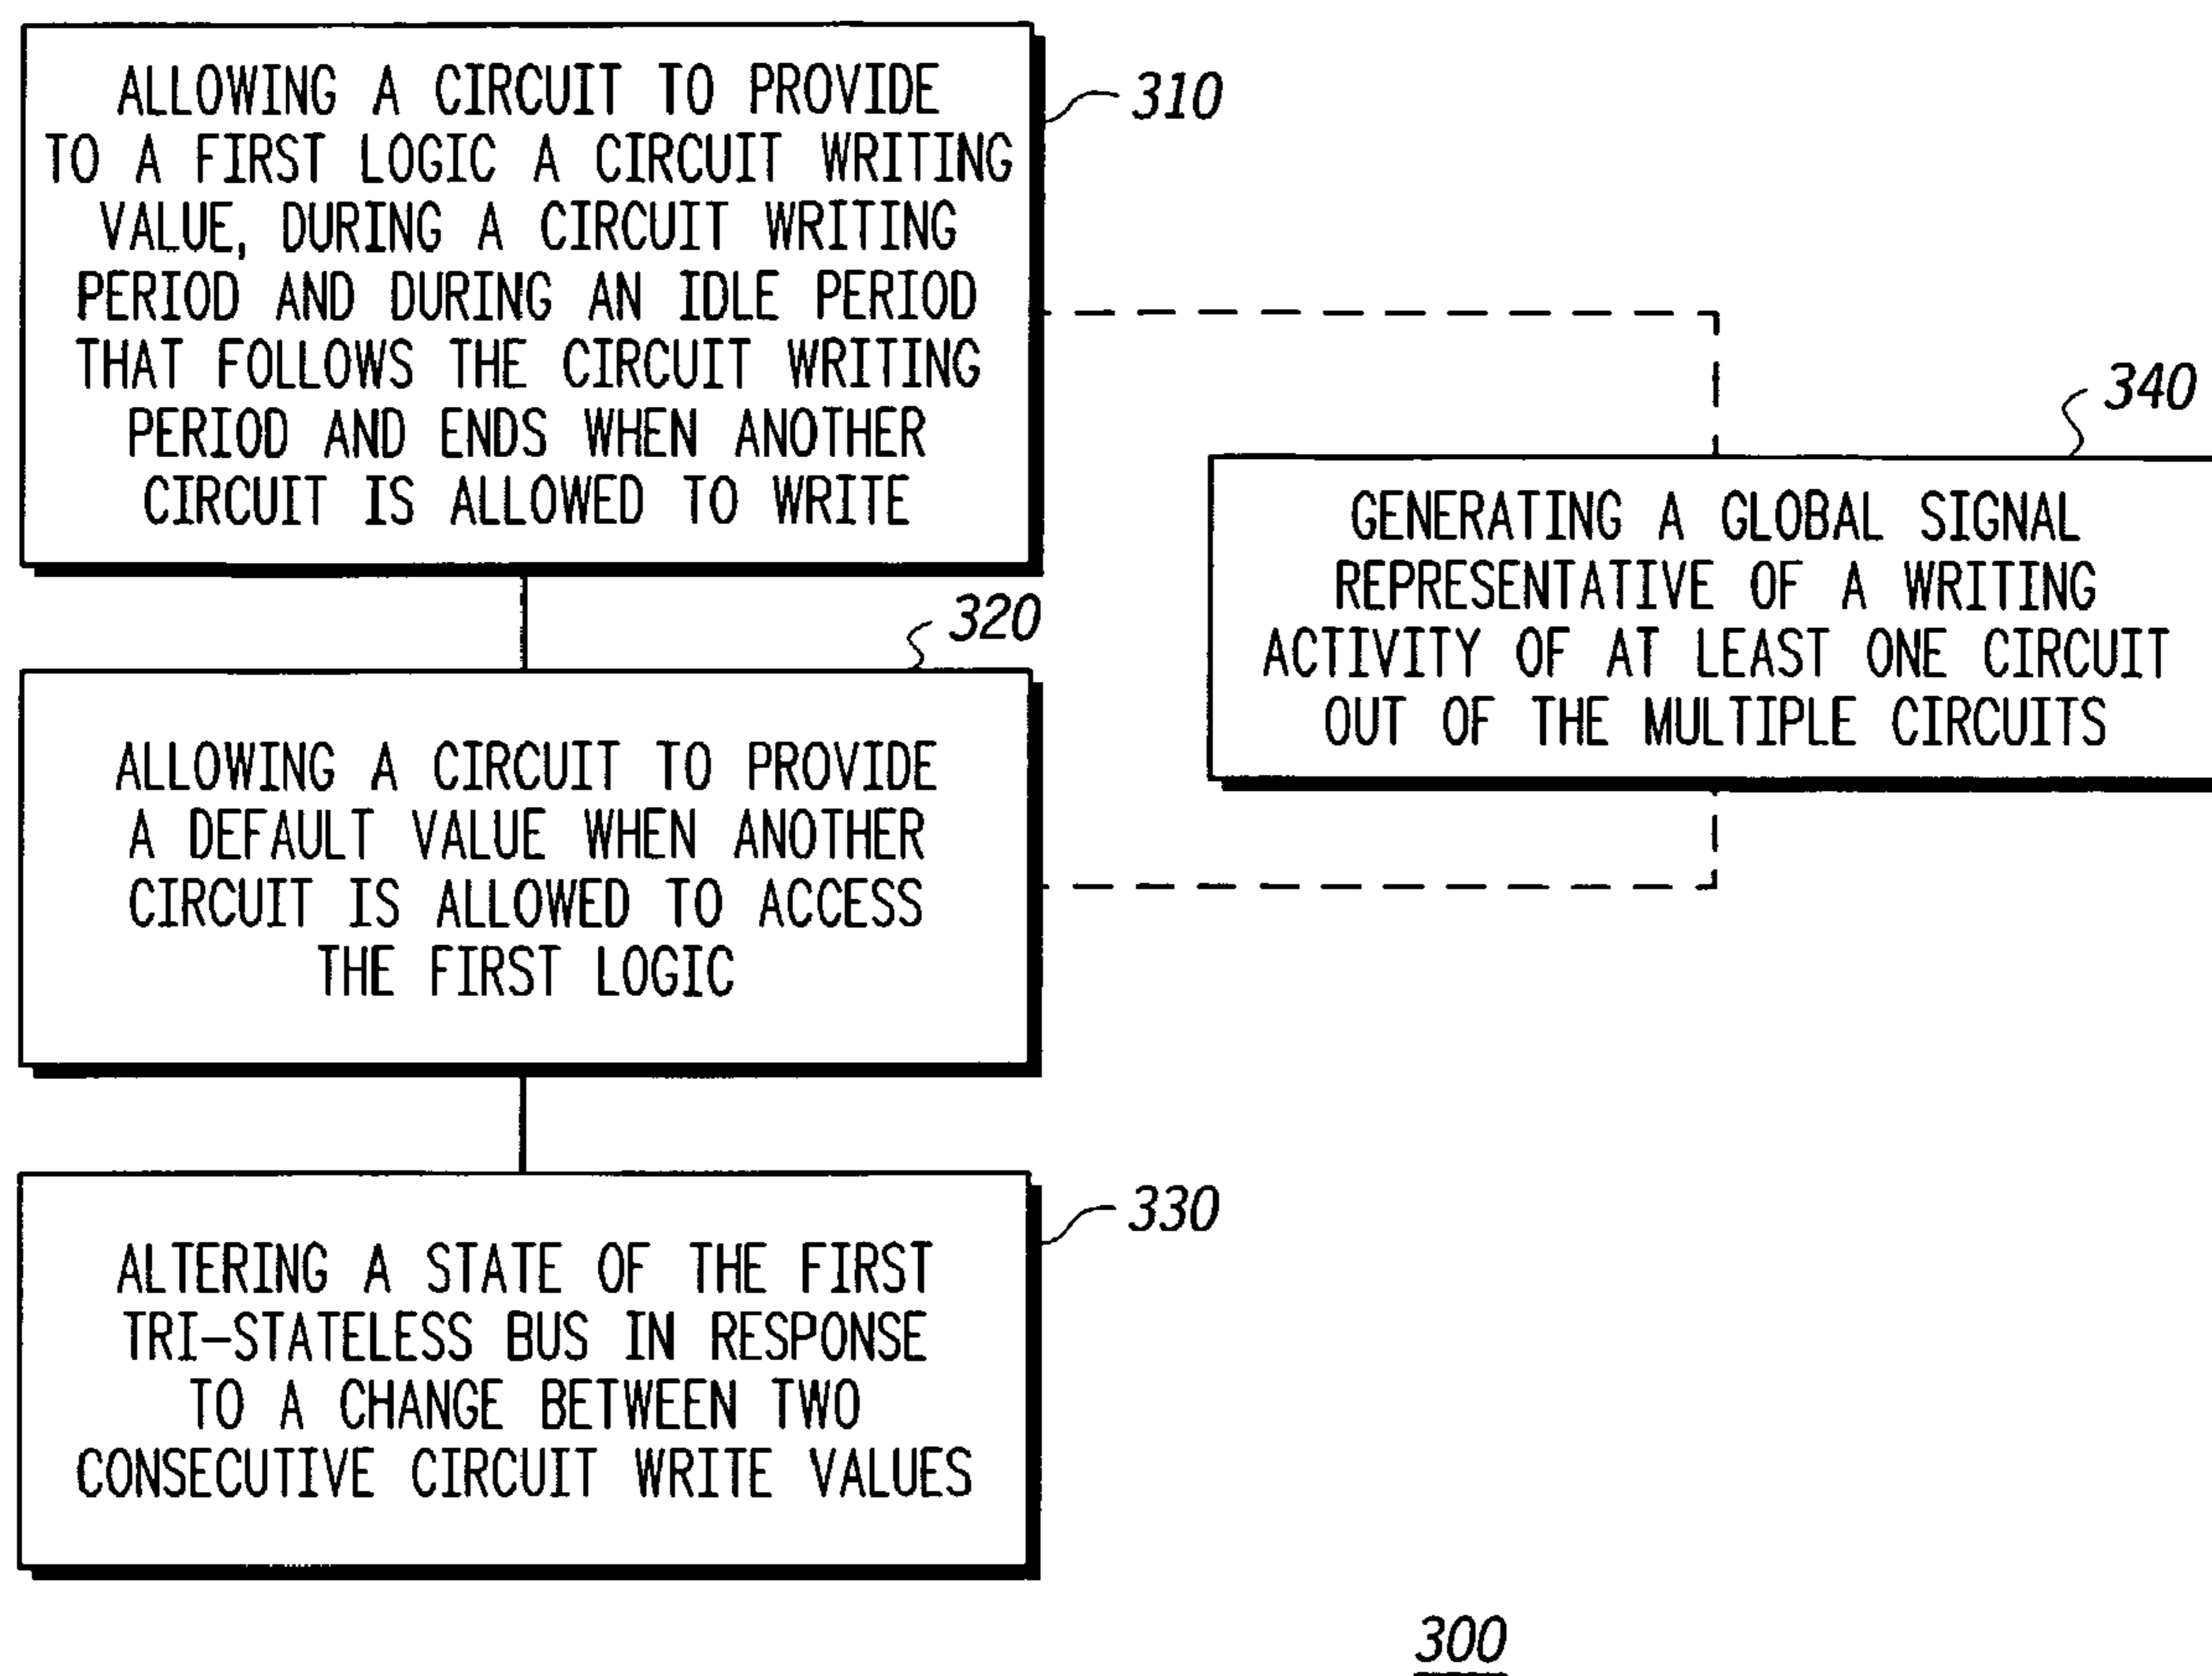 ALLOWING A CIRCUIT TO PROVIDE
TO A FIRST LOGIC A CIRCUIT WRITING
VALUE, DURING A CIRCUIT WRITING
PERIOD AND DURING AN IDLE PERIOD
THAT FOLLOWS THE CIRCUIT WRITING
PERIOD AND ENDS WHEN ANOTHER
CIRCUIT IS ALLOWED TO WRITE
310
320
ALLOWING A CIRCUIT TO PROVIDE
A DEFAULT VALUE WHEN ANOTHER
CIRCUIT IS ALLOWED TO ACCESS
THE FIRST LOGIC
340
GENERATING A GLOBAL SIGNAL
REPRESENTATIVE OF A WRITING
ACTIVITY OF AT LEAST ONE CIRCUIT
OUT OF THE MULTIPLE CIRCUITS
330
ALTERING A STATE OF THE FIRST
TRI-STATELESS BUS IN RESPONSE
TO A CHANGE BETWEEN TWO
CONSECUTIVE CIRCUIT WRITE VALUES
300